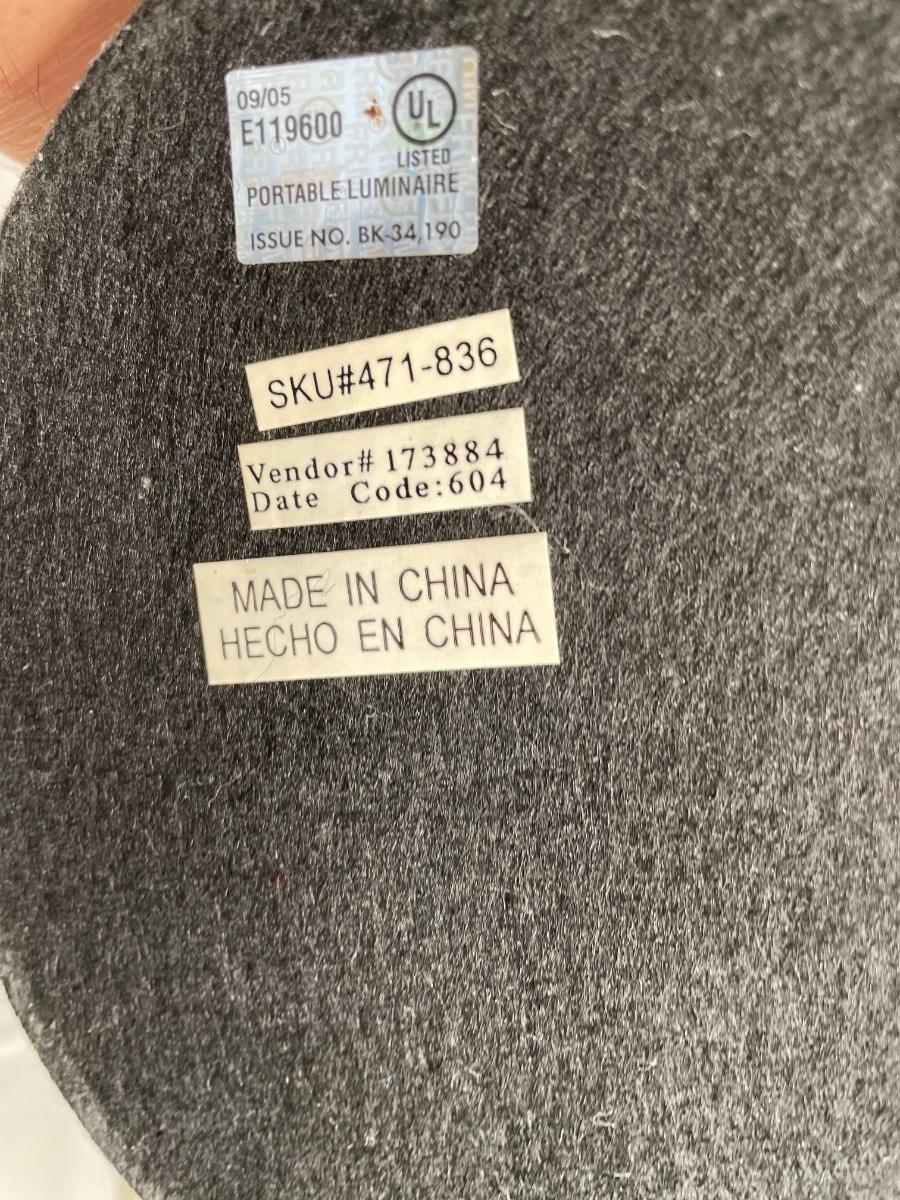 09/05
E119600
UL
LISTED
PORTABLE LUMINAIRE
ISSUE NO. BK-34,190
SKU#471-836
Vendor# 173884
Date Code:604
MADE IN CHINA
HECHO EN CHINA